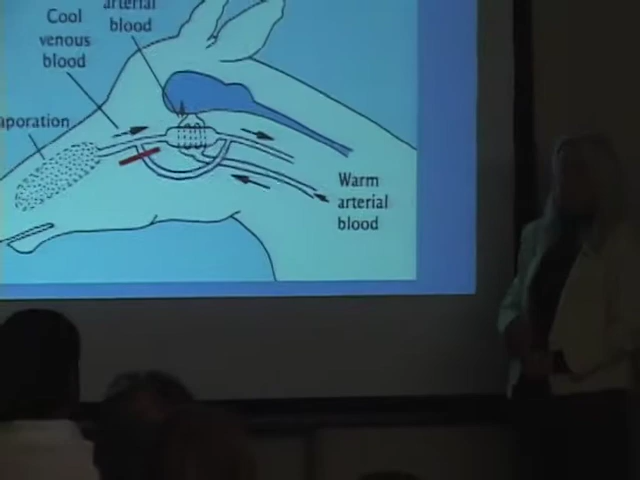 Cool
venous
blood
arterial
blood
aporation
Warm
arterial
blood